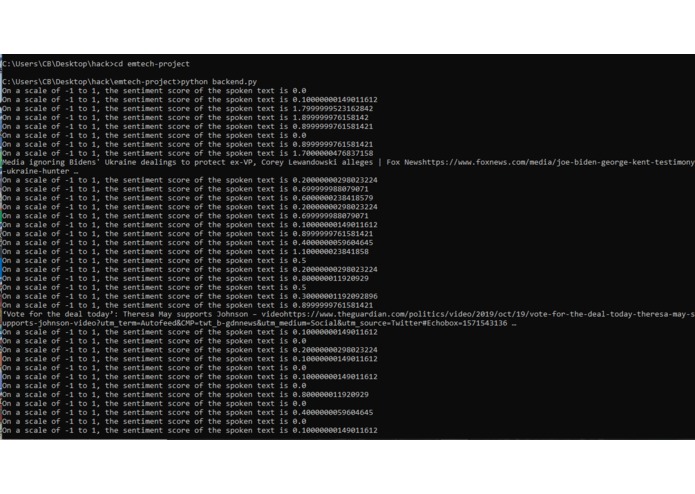 C:\Users\CB\Desktop\hack>cd emtech-project
C:\Users\CB\Desktop\hack\emtech-project>python backend.py
On a scale of -1 to 1, the sentiment score of the spoken text is 0.0
On a scale of -1 to 1, the sentiment score of the spoken text is 0.10000000149011612
On a scale of -1 to 1, the sentiment score of the spoken text is 1.7999999523162842
On a scale of -1 to 1, the sentiment score of the spoken text is 1.899999976158142
On a scale of -1 to 1, the sentiment score of the spoken text is 0.8999999761581421
On a scale of -1 to 1, the sentiment score of the spoken text is 0.0
On a scale of -1 to 1, the sentiment score of the spoken text is 0.8999999761581421
On a scale of -1 to 1, the sentiment score of the spoken text is 1.7000000476837158
Media ignoring Bidens' Ukraine dealings to protect ex-VP, Corey Lewandowski alleges | Fox Newshttps://www.foxnews.com/media/joe-biden-george-kent-testimony
-ukraine-hunter …
On a scale of -1 to 1, the sentiment score of the spoken text is 0.20000000298023224
On a scale of -1 to 1, the sentiment score of the spoken text is 0.699999988079071
On a scale of -1 to 1, the sentiment score of the spoken text is 0.6000000238418579
On a scale of -1 to 1, the sentiment score of the spoken text is 0.20000000298023224
On a scale of -1 to 1, the sentiment score of the spoken text is 0.699999988079071
On a scale of -1 to 1, the sentiment score of the spoken text is 0.10000000149011612
On a scale of -1 to 1, the sentiment score of the spoken text is 0.8999999761581421
On a scale of -1 to 1, the sentiment score of the spoken text is 0.4000000059604645
On a scale of -1 to 1, the sentiment score of the spoken text is 1.100000023841858
On a scale of -1 to 1, the sentiment score of the spoken text is 0.5
On a scale of -1 to 1, the sentiment score of the spoken text is 0.20000000298023224
On a scale of -1 to 1, the sentiment score of the spoken text is 0.800000011920929
On a scale of -1 to 1, the sentiment score of the spoken text is 0.5
On a scale of -1 to 1, the sentiment score of the spoken text is 0.30000001192092896
On a scale of -1 to 1, the sentiment score of the spoken text is 0.8999999761581421
'Vote for the deal today': Theresa May supports Johnson – videohttps://www.theguardian.com/politics/video/2019/oct/19/vote-for-the-deal-today-theresa-may-s
upports-johnson-video?utm_term=Autofeed&CMP=twt_b-gdnnews&utm_medium=Social&utm_source=Twitter#Echobox=1571543136 …
On a scale of -1 to 1, the sentiment score of the spoken text is 0.10000000149011612
On a scale of -1 to 1, the sentiment score of the spoken text is 0.0
On a scale of -1 to 1, the sentiment score of the spoken text is 0.20000000298023224
On a scale of -1 to 1, the sentiment score of the spoken text is 0.10000000149011612
On a scale of -1 to 1, the sentiment score of the spoken text is 0.0
On a scale of -1 to 1, the sentiment score of the spoken text is 0.10000000149011612
On a scale of -1 to 1, the sentiment score of the spoken text is 0.0
On a scale of -1 to 1, the sentiment score of the spoken text is 0.800000011920929
On a scale of -1 to 1, the sentiment score of the spoken text is 0.0
On a scale of -1 to 1, the sentiment score of the spoken text is 0.4000000059604645
On a scale of -1 to 1, the sentiment score of the spoken text is 0.0
On a scale of -1 to 1, the sentiment score of the spoken text is 0.10000000149011612